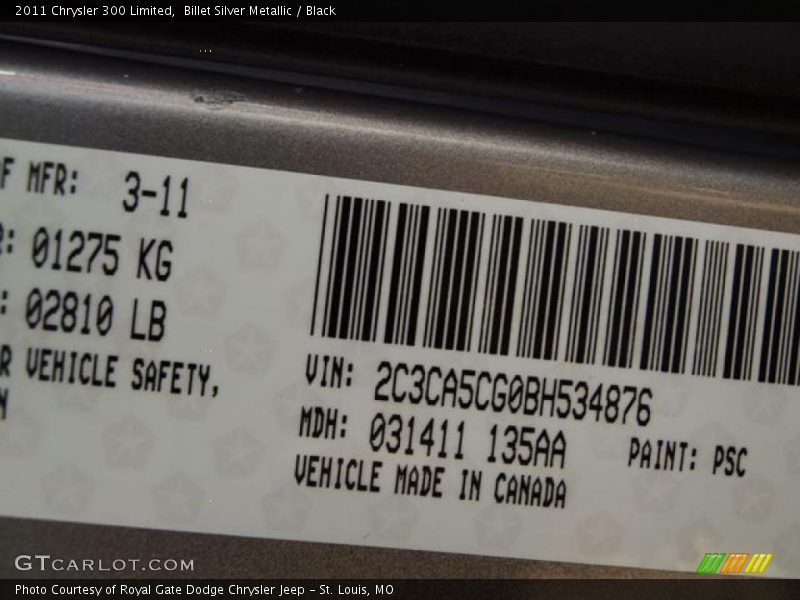 2011 Chrysler 300 Limited,  Billet Silver Metallic / Black
F MFR: 3-11
R: 01275 KG
: 02810 LB
R VEHICLE SAFETY,
N
VIN: 2C3CA5CG0BH534876
MDH: 031411 135AA PAINT: PSC
VEHICLE MADE IN CANADA
GTCARLOT.COM
Photo Courtesy of Royal Gate Dodge Chrysler Jeep - St. Louis, MO